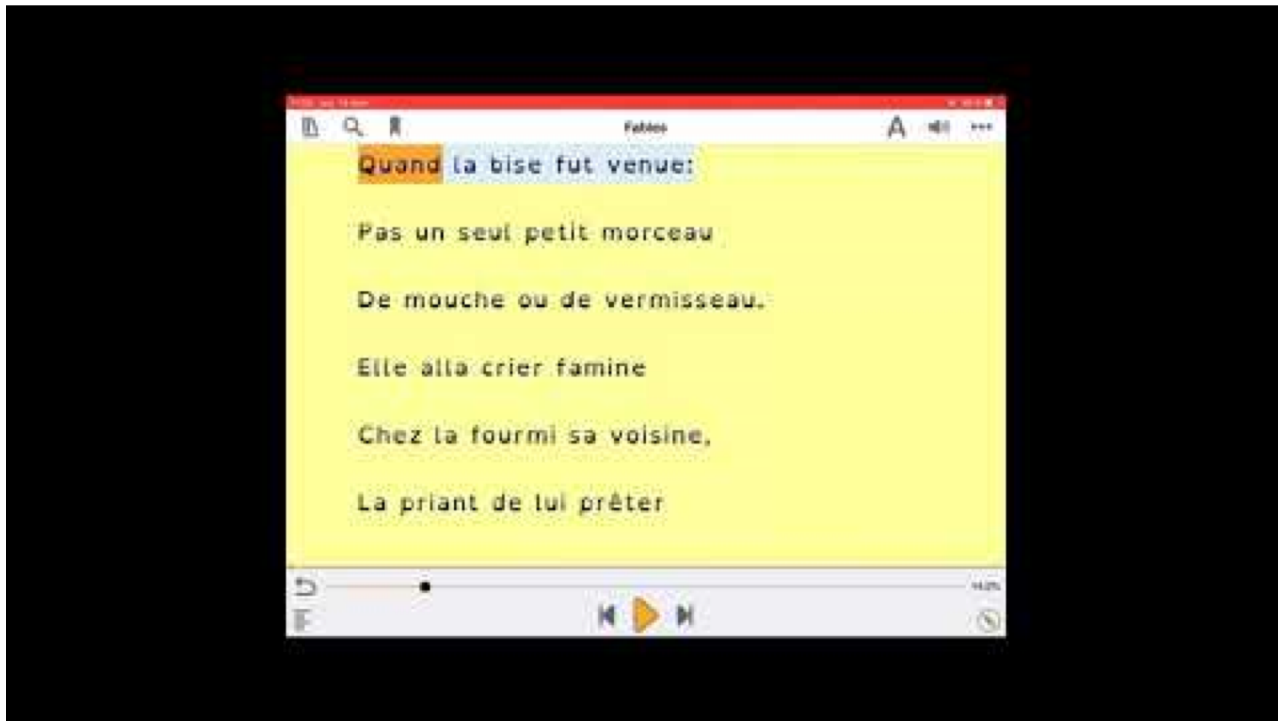 Fables
A
Quand la bise fut venue:
Pas un seul petit morceau
De mouche ou de vermisseau.
Elle alla crier famine
Chez la fourmi sa voisine,
La priant de lui prêter